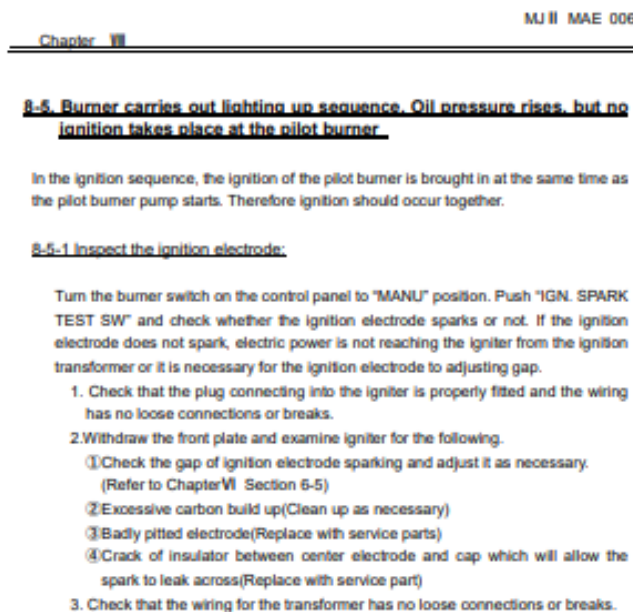 MJ Ⅱ MAE 006
Chapter Ⅷ
8-5. Burner carries out lighting up sequence. Oil pressure rises, but no
ignition takes place at the pilot burner
In the ignition sequence, the ignition of the pilot burner is brought in at the same time as
the pilot burner pump starts. Therefore ignition should occur together.
8-5-1 Inspect the ignition electrode:
Turn the burner switch on the control panel to "MANU" position. Push "IGN. SPARK
TEST SW" and check whether the ignition electrode sparks or not. If the ignition
electrode does not spark, electric power is not reaching the igniter from the ignition
transformer or it is necessary for the ignition electrode to adjusting gap.
1. Check that the plug connecting into the igniter is properly fitted and the wiring
has no loose connections or breaks.
2.Withdraw the front plate and examine igniter for the following.
①Check the gap of ignition electrode sparking and adjust it as necessary.
(Refer to ChapterⅥ Section 6-5)
②Excessive carbon build up(Clean up as necessary)
③Badly pitted electrode(Replace with service parts)
④Crack of insulator between center electrode and cap which will allow the
spark to leak across(Replace with service part)
3. Check that the wiring for the transformer has no loose connections or breaks.